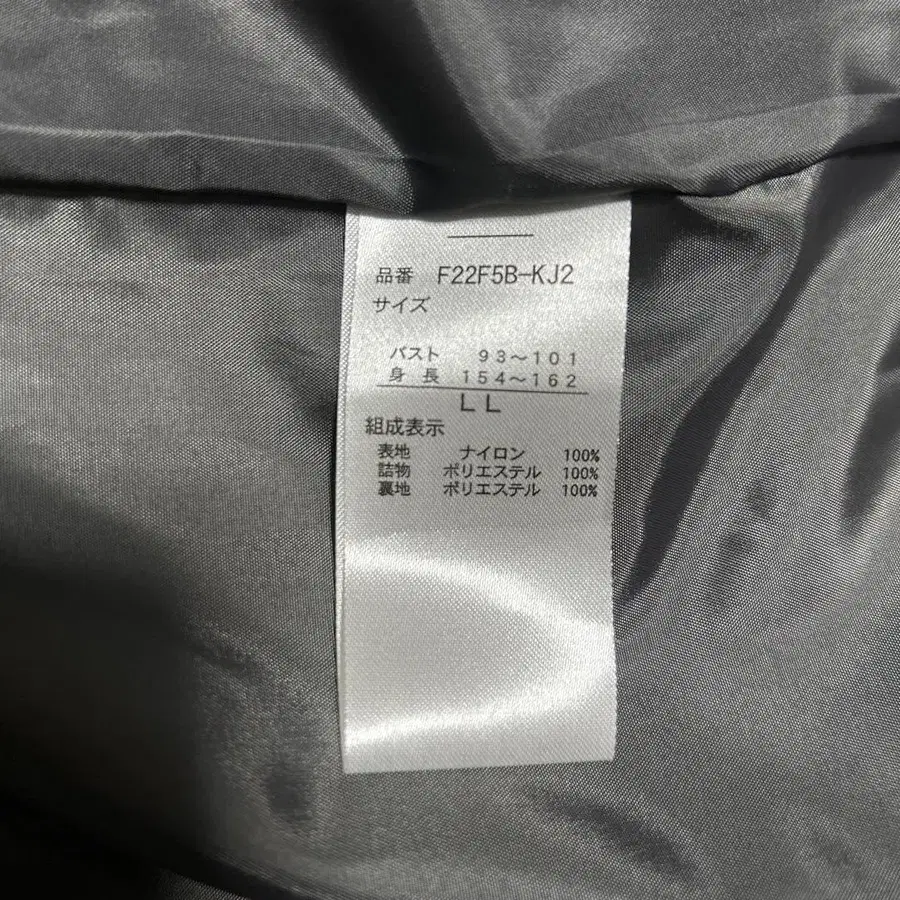 品番 F22F5B-KJ2
サイズ
バスト 93～101
身長 154～162
LL
組成表示
表地 ナイロン 100%
詰物 ポリエステル 100%
裏地 ポリエステル 100%